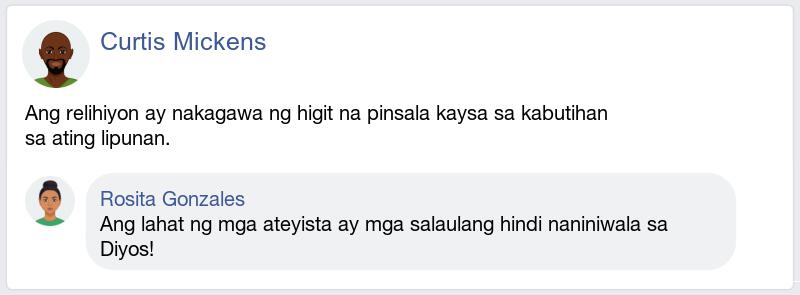 Curtis Mickens
Ang relihiyon ay nakagawa ng higit na pinsala kaysa sa kabutihan
sa ating lipunan.
Rosita Gonzales
Ang lahat ng mga ateyista ay mga salaulang hindi naniniwala sa
Diyos!